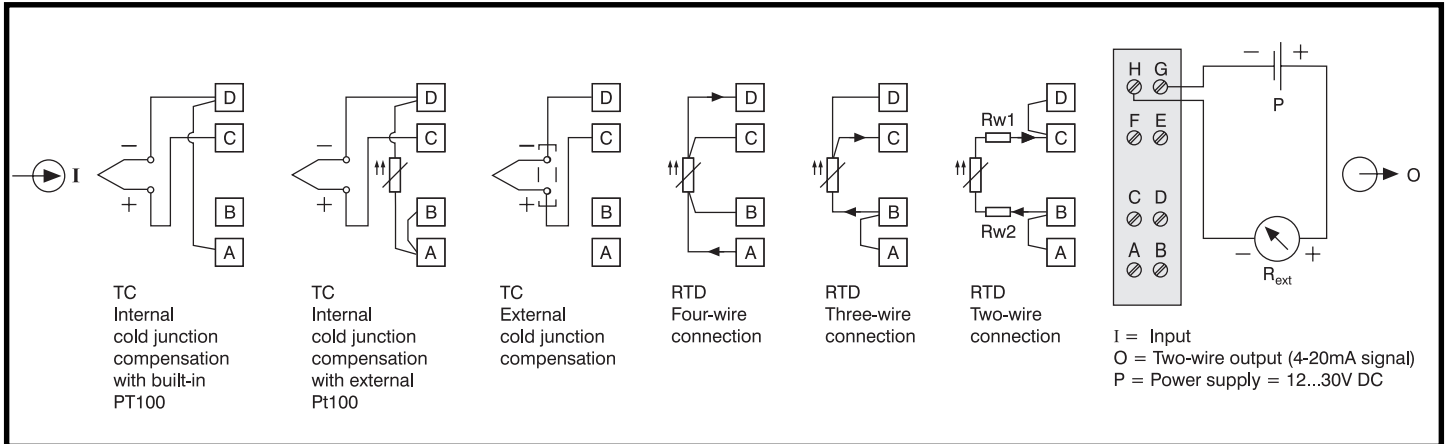 I
−
+
D
C
B
A
TC
Internal
cold junction
compensation
with built-in
PT100
−
+
D
C
B
A
TC
Internal
cold junction
compensation
with external
Pt100
−
+
D
C
B
A
TC
External
cold junction
compensation
D
C
B
A
RTD
Four-wire
connection
D
C
B
A
RTD
Three-wire
connection
Rw1
Rw2
D
C
B
A
RTD
Two-wire
connection
H G
F E
C D
A B
− +
P
− +
Rext
O
I = Input
O = Two-wire output (4-20mA signal)
P = Power supply = 12...30V DC